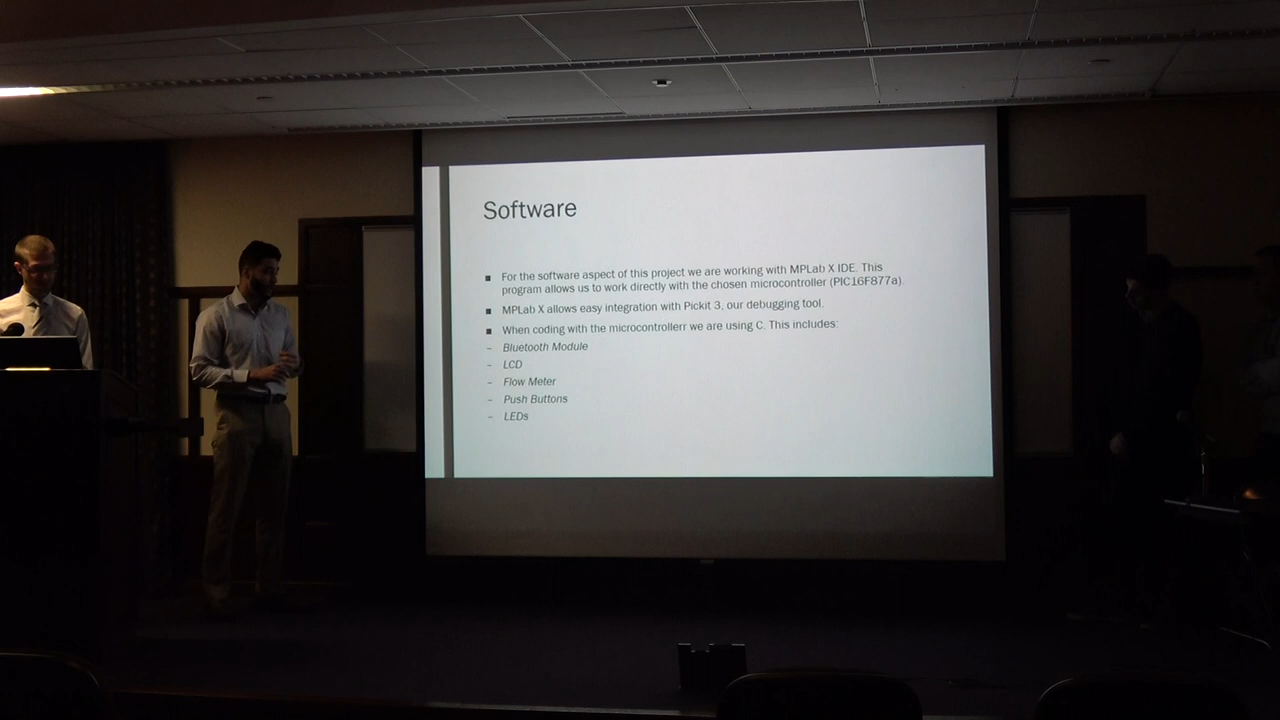 Software
■ For the software aspect of this project we are working with MPLab X IDE. This
program allows us to work directly with the chosen microcontroller (PIC16F877a).
■ MPLab X allows easy integration with Pickit 3, our debugging tool.
■ When coding with the microcontrollerr we are using C. This includes:
– Bluetooth Module
– LCD
– Flow Meter
– Push Buttons
– LEDs